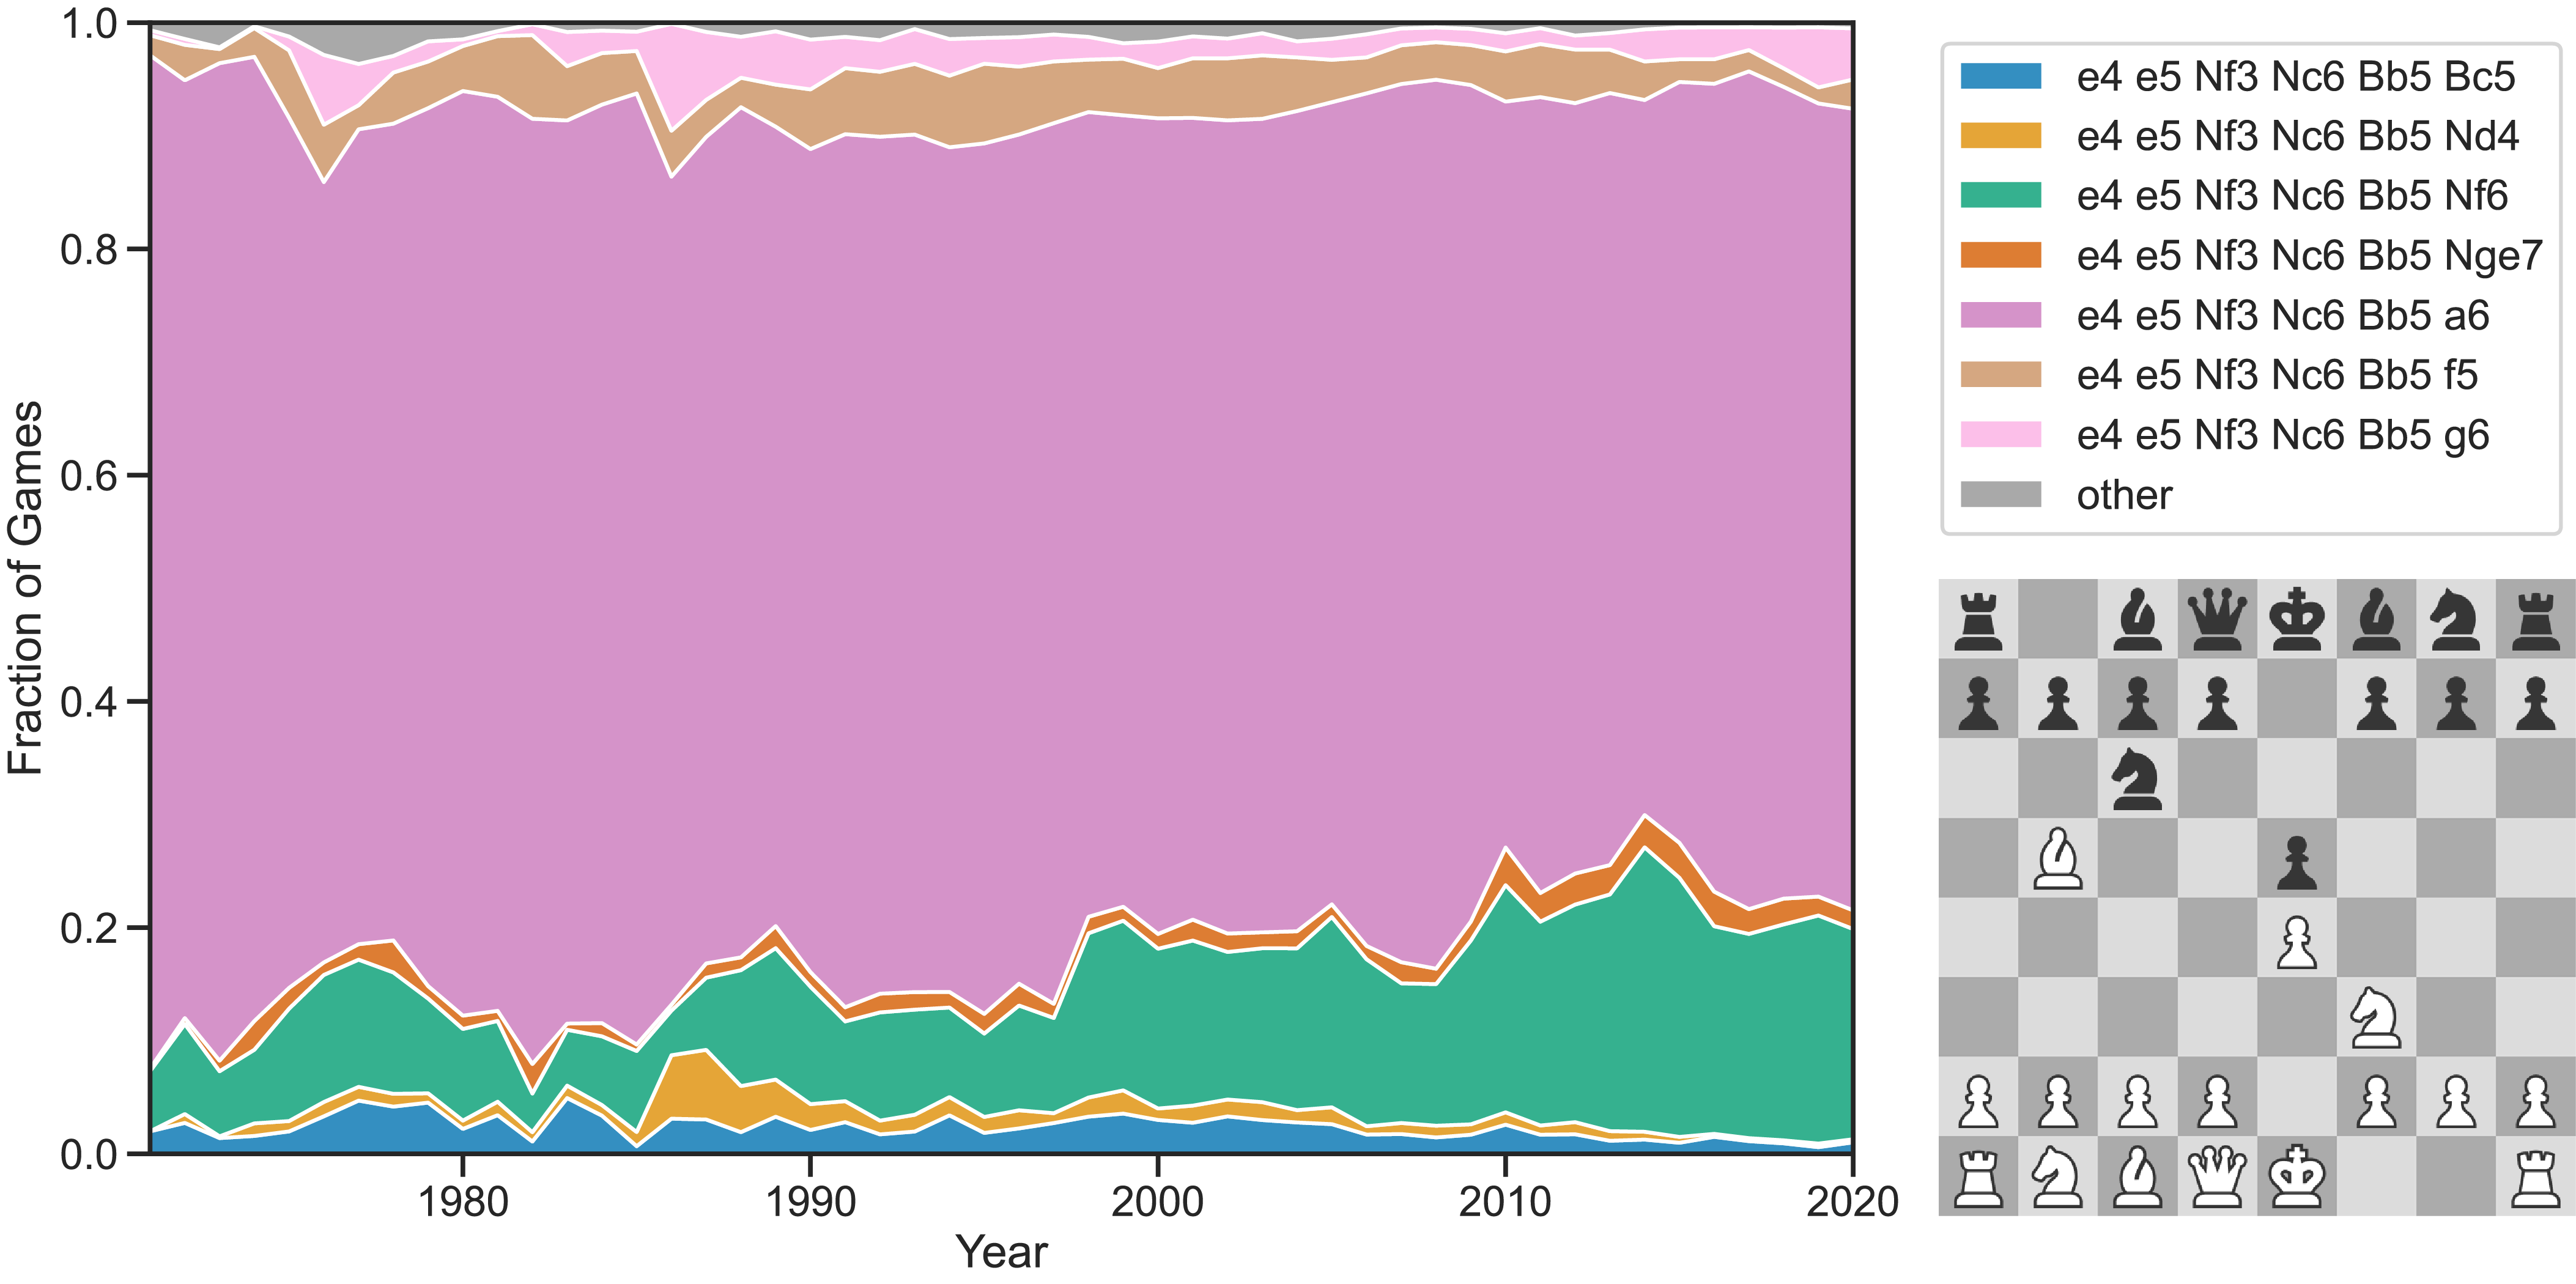 1.0
0.8
0.6
0.4
0.2
0.0
Fraction of Games
1980
1990
2000
2010
2020
Year
e4 e5 Nf3 Nc6 Bb5 Bc5
e4 e5 Nf3 Nc6 Bb5 Nd4
e4 e5 Nf3 Nc6 Bb5 Nf6
e4 e5 Nf3 Nc6 Bb5 Nge7
e4 e5 Nf3 Nc6 Bb5 a6
e4 e5 Nf3 Nc6 Bb5 f5
e4 e5 Nf3 Nc6 Bb5 g6
other